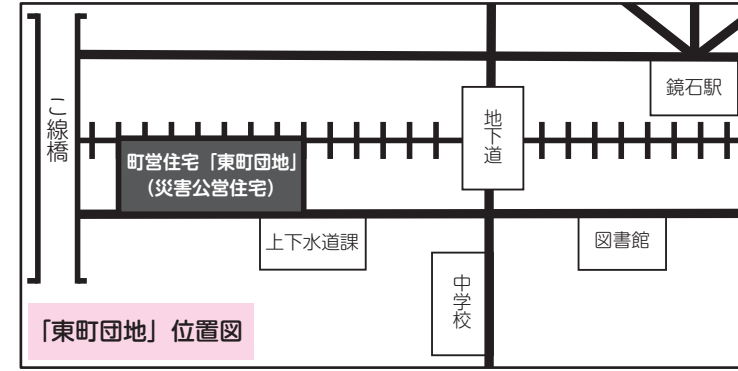 こ線橋
町営住宅「東町団地」
（災害公営住宅）
地下道
鏡石駅
上下水道課
図書館
中学校
「東町団地」位置図